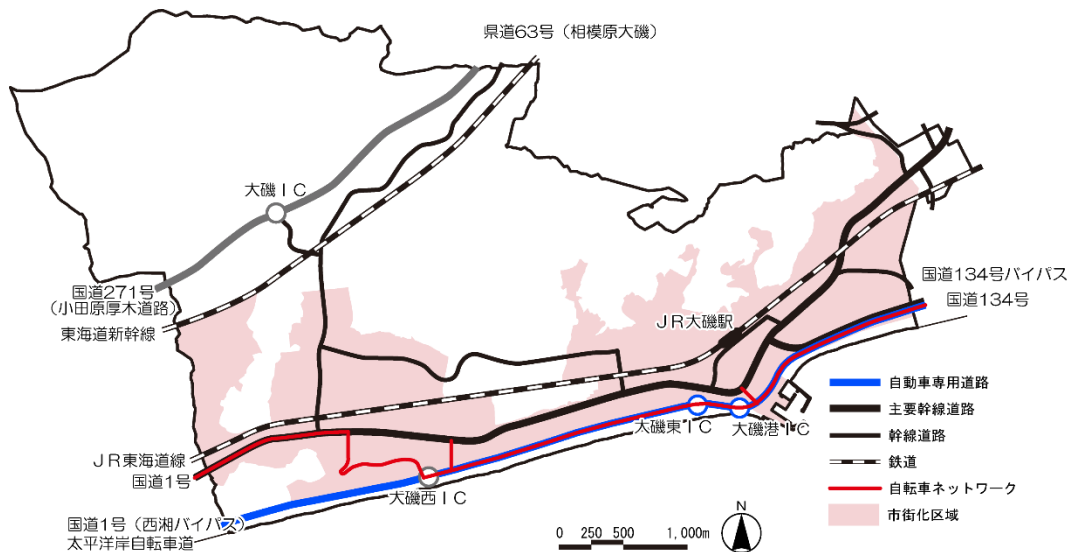 県道63号(相模原大磯)
大磯IC
国道271号
(小田原厚木道路)
東海道新幹線
国道134号バイパス
国道134号
JR大磯駅
自動車専用道路
主要幹線道路
幹線道路
鉄道
自転車ネットワーク
市街化区域
大磯東IC
大磯港IC
JR東海道線
国道1号
大磯西IC
国道1号(西湘バイパス)
太平洋岸自転車道
0 250 500 1,000m
N